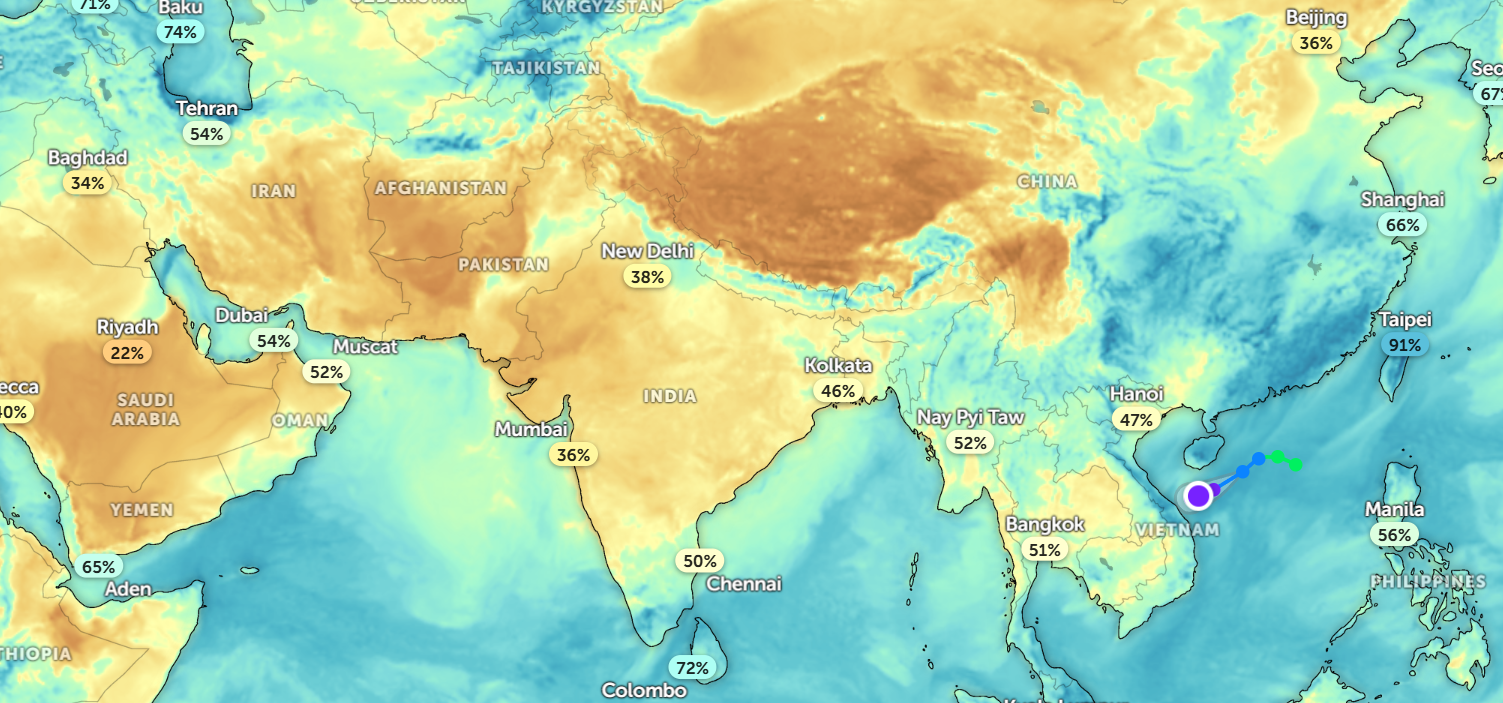 71%
Baku
74%
KYRGYZSTAN
Beijing
36%
TAJIKISTAN
Seo
67%
Tehran
54%
Baghdad
34%
IRAN
AFGHANISTAN
CHINA
Shanghai
66%
New Delhi
38%
PAKISTAN
Dubai
54%
Riyadh
22%
Muscat
52%
Taipei
91%
Kolkata
46%
ecca
40%
SAUDI
ARABIA
OMAN
INDIA
Hanoi
47%
Nay Pyi Taw
52%
Mumbai
36%
YEMEN
Manila
56%
Bangkok
51%
VIETNAM
65%
Aden
50%
Chennai
PHILIPPINES
THIOPIA
72%
Colombo